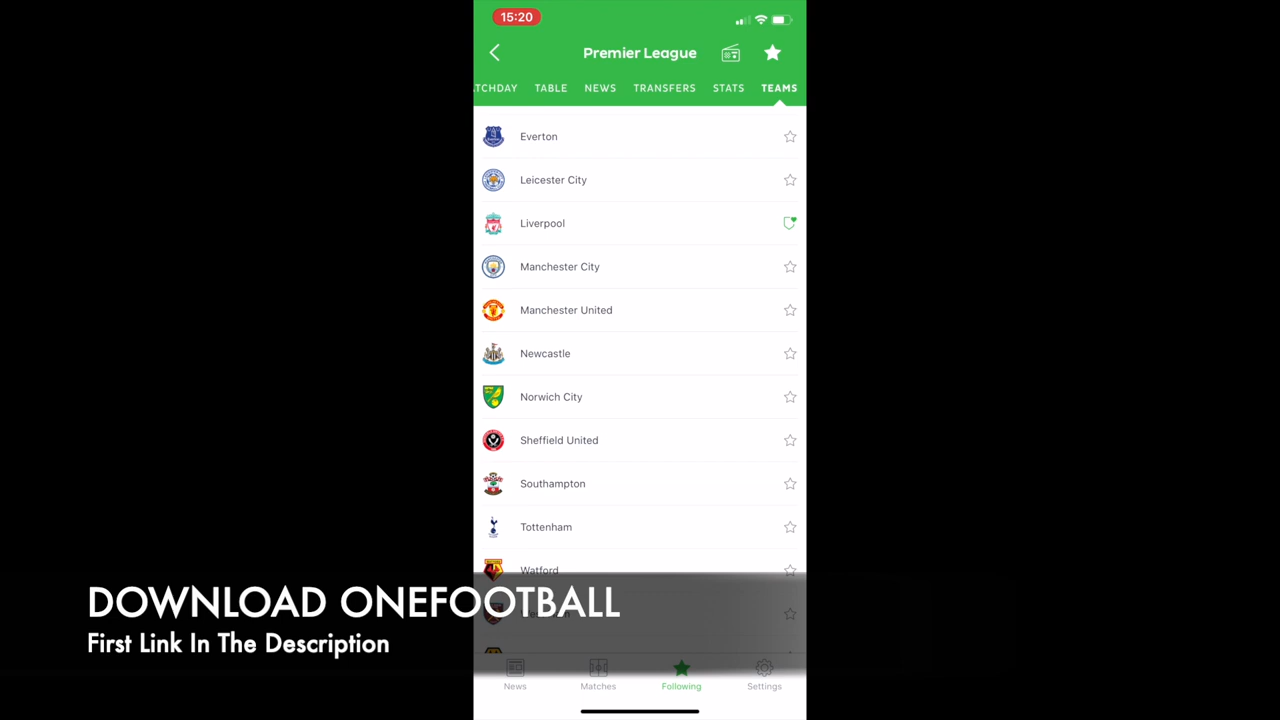 15:20
Premier League
TCHDAY TABLE NEWS TRANSFERS STATS TEAMS
Everton
Leicester City
Liverpool
Manchester City
Manchester United
Newcastle
Norwich City
Sheffield United
Southampton
Tottenham
Watford
DOWNLOAD ONEFOOTBALL
First Link In The Description
News Matches Following Settings